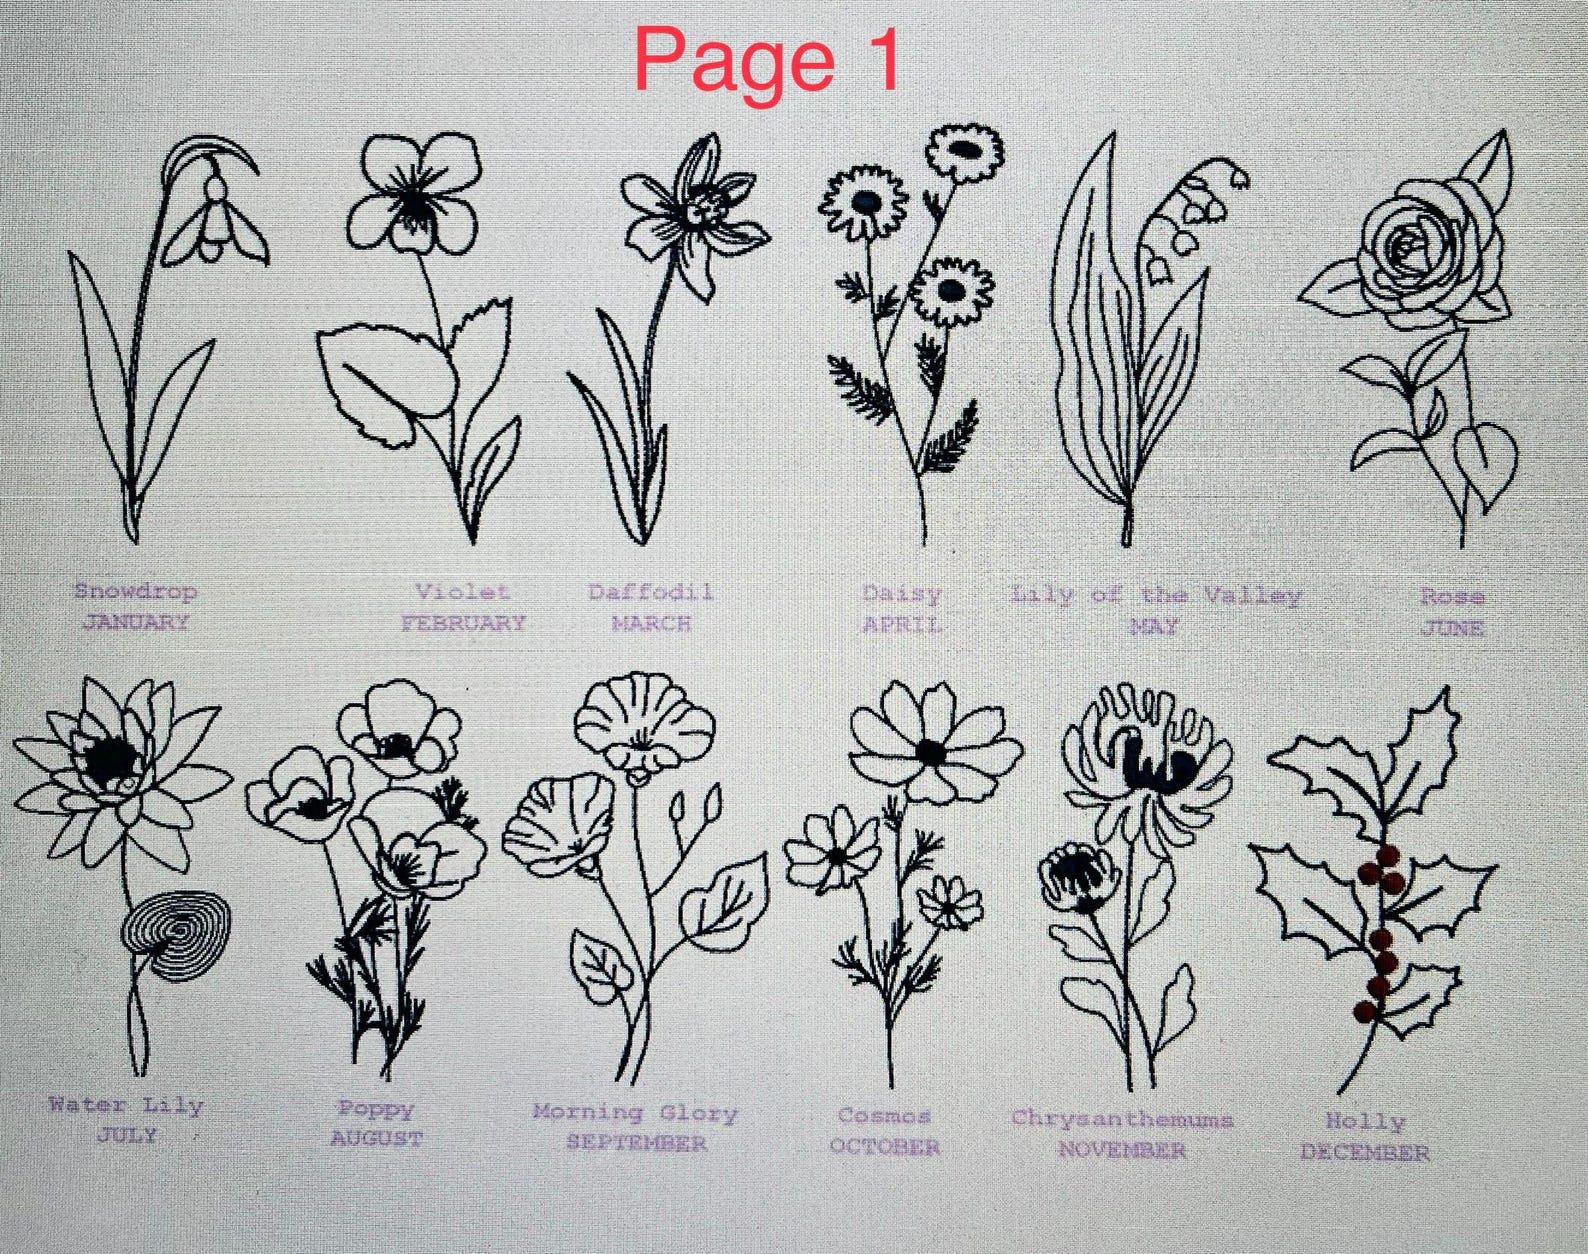 Page 1
Snowdrop
JANUARY
Violet
FEBRUARY
Daffodil
MARCH
Daisy
APRIL
Lily of the Valley
MAY
Rose
JUNE
Water Lily
JULY
Poppy
AUGUST
Morning Glory
SEPTEMBER
Cosmos
OCTOBER
Chrysanthemums
NOVEMBER
Holly
DECEMBER